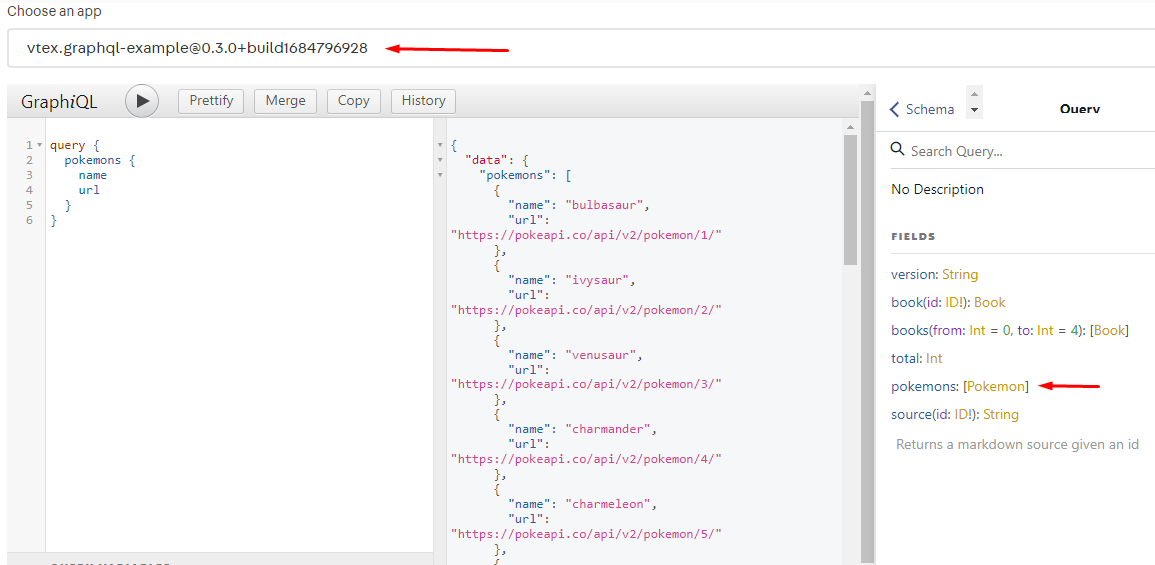 Choose an app
vtex.graphql-example@0.3.0+build1684796928
GraphiQL
Prettify
Merge
Copy
History
1 query {
2 pokemons {
3 name
4 url
5 }
6 }
{
"data": {
"pokemons": [
{
"name": "bulbasaur",
"url":
"https://pokeapi.co/api/v2/pokemon/1/"
},
{
"name": "ivysaur",
"url":
"https://pokeapi.co/api/v2/pokemon/2/"
},
{
"name": "venusaur",
"url":
"https://pokeapi.co/api/v2/pokemon/3/"
},
{
"name": "charmander",
"url":
"https://pokeapi.co/api/v2/pokemon/4/"
},
{
"name": "charmeleon",
"url":
"https://pokeapi.co/api/v2/pokemon/5/"
},
{
Schema
Query
Search Query...
No Description
FIELDS
version: String
book(id: ID!): Book
books(from: Int = 0, to: Int = 4): [Book]
total: Int
pokemons: [Pokemon]
source(id: ID!): String
Returns a markdown source given an id